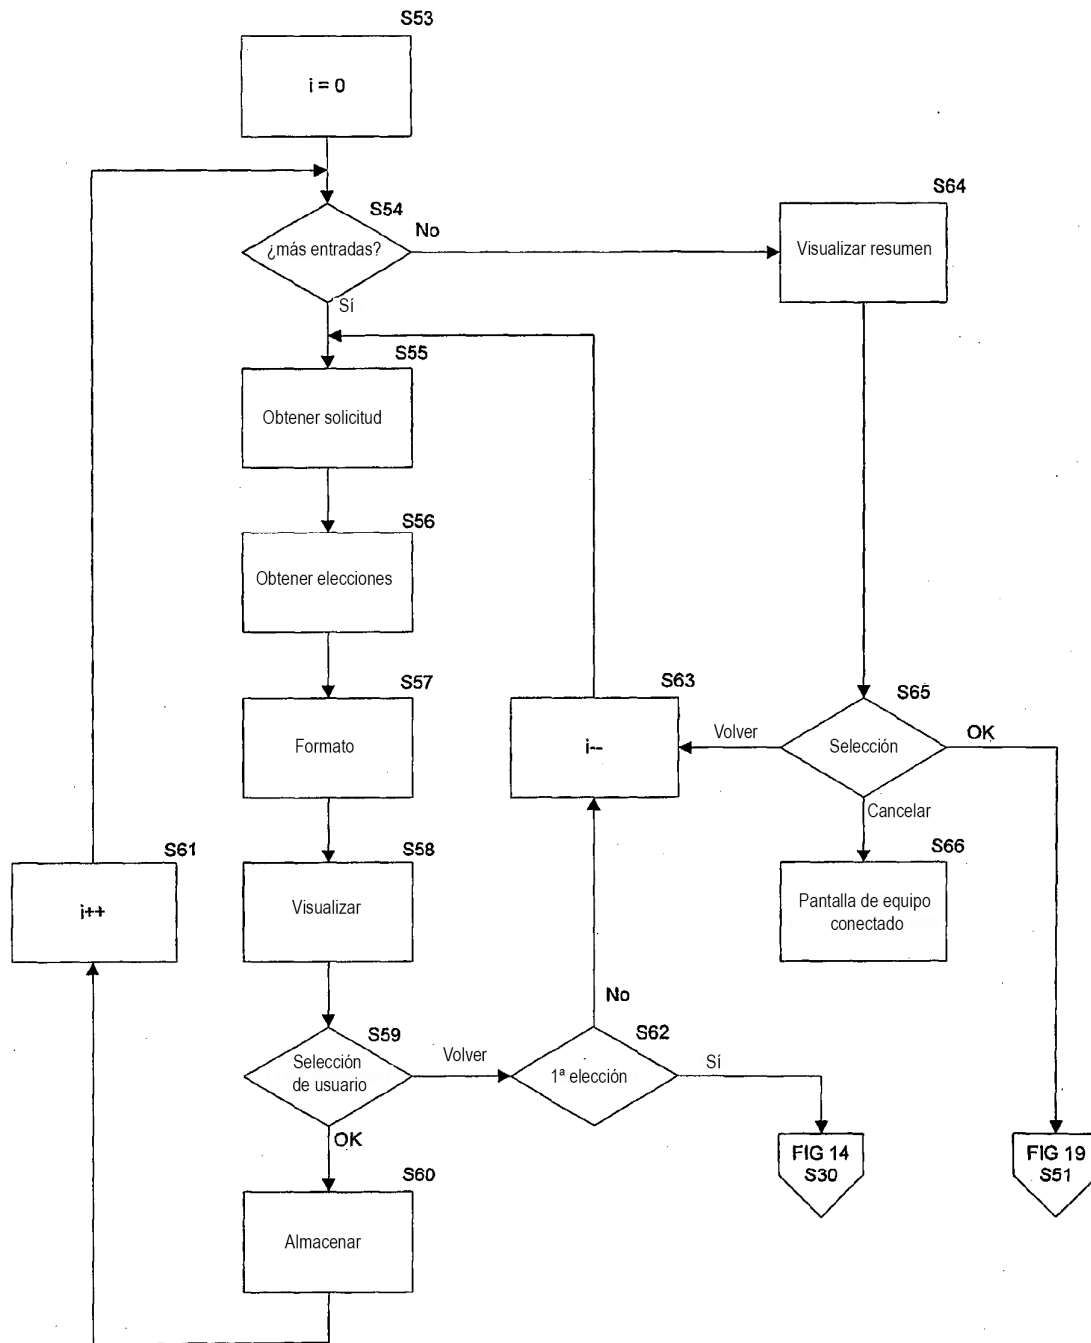 S53
i = 0
S54
¿más entradas?
No
Sí
S64
Visualizar resumen
S55
Obtener solicitud
S56
Obtener elecciones
S57
Formato
S63
i--
Volver
S65
Selección
OK
Cancelar
S66
Pantalla de equipo
conectado
S61
i++
S58
Visualizar
S59
Selección
de usuario
Volver
No
S62
1ª elección
Sí
OK
FIG 14
S30
FIG 19
S51
S60
Almacenar